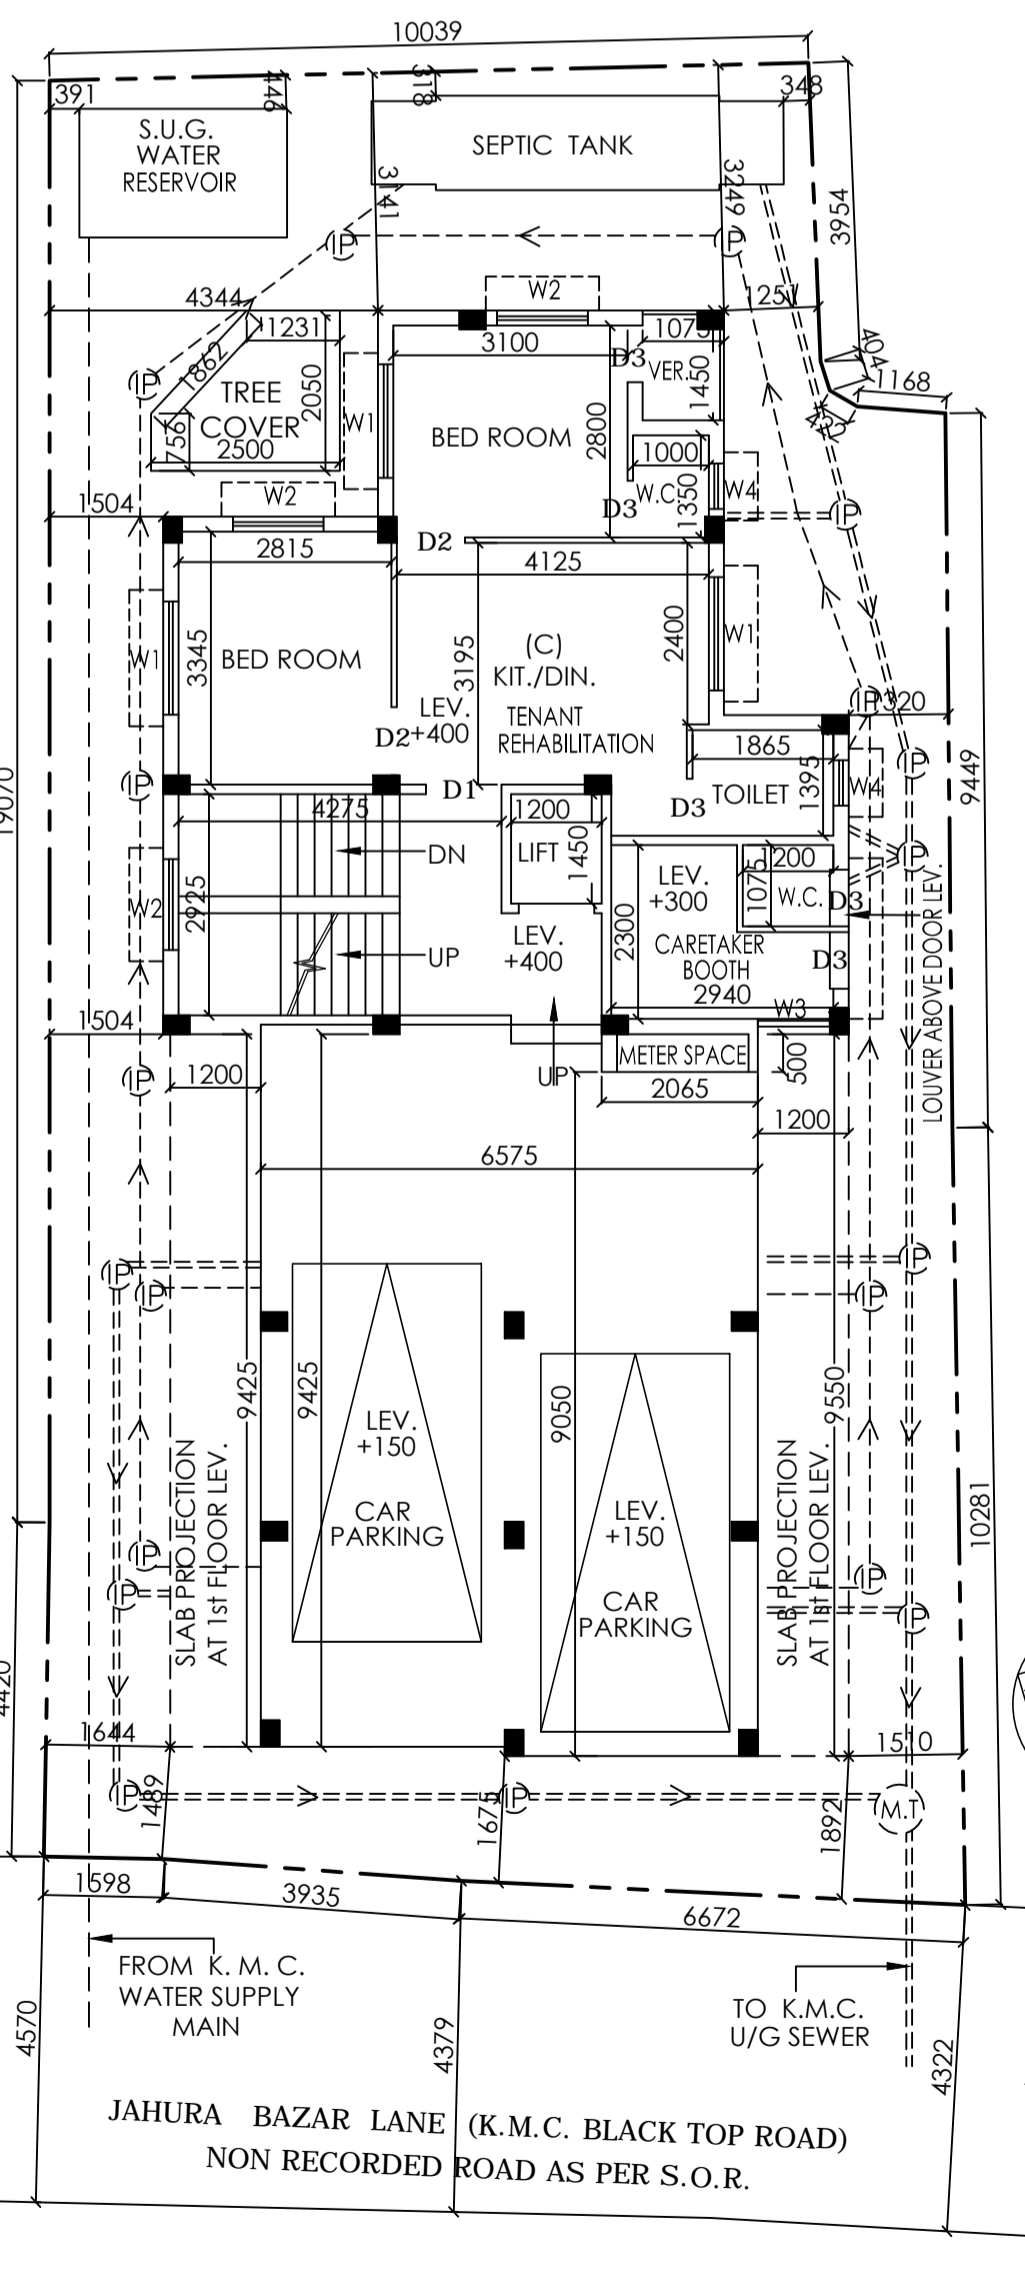 10039
391
446
318
348
S.U.G.
WATER
RESERVOIR
SEPTIC TANK
3141
3249
3954
IP
IP
4344
W2
1251
1231
3100
1075
D3
VER.
404
1862
TREE
COVER
2050
W1
1450
1168
756
2500
BED ROOM
2800
1000
W.C.
1350
W4
D3
1504
W2
IP
IP
2815
D2
4125
W1
3345
BED ROOM
3195
(C)
KIT./DIN.
2400
W1
LEV.
+400
TENANT
REHABILITATION
D2
IP
1320
1865
1395
IP
W4
TOILET
D3
IP
D1
9449
19070
4275
1200
DN
LIFT
1450
LEV.
+300
1200
1075
W.C.
D3
IP
W2
2925
UP
LEV.
+400
2300
CARETAKER
BOOTH
2940
D3
W3
LOUVER ABOVE DOOR LEV.
1504
IP
1200
UP
METER SPACE
500
2065
1200
6575
IP
IP
IP
IP
9425
9425
9050
9550
LEV.
+150
CAR
PARKING
LEV.
+150
CAR
PARKING
SLAB PROJECTION
AT 1st FLOOR LEV.
SLAB PROJECTION
AT 1st FLOOR LEV.
10281
IP
IP
IP
IP
4420
1644
1510
IP
1489
1675
IP
1892
M.T
1598
3935
6672
FROM K. M. C.
WATER SUPPLY
MAIN
TO K.M.C.
U/G SEWER
4570
4379
4322
JAHURA BAZAR LANE (K.M.C. BLACK TOP ROAD)
NON RECORDED ROAD AS PER S.O.R.